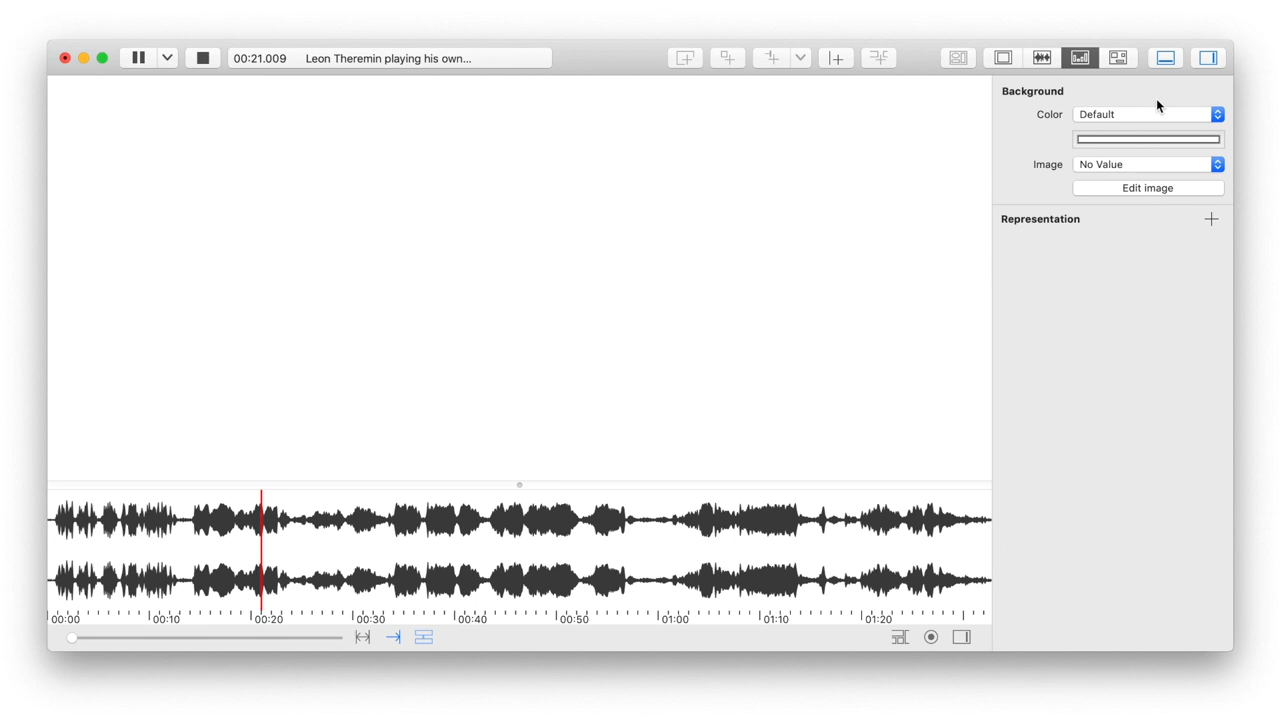 00:21.009 Leon Theremin playing his own...
Background
Color Default
Image No Value
Edit image
Representation
00:00 00:10 00:20 00:30 00:40 00:50 01:00 01:10 01:20